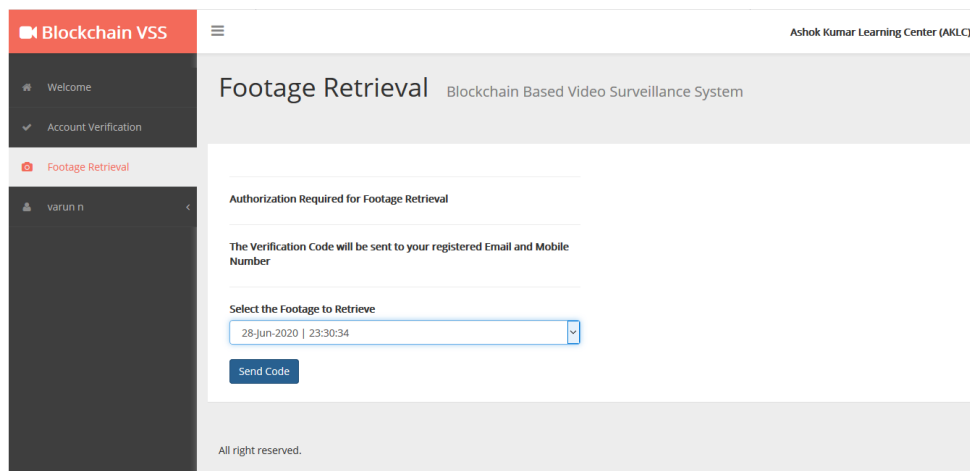 Blockchain VSS
Ashok Kumar Learning Center (AKLC)
Welcome
Account Verification
Footage Retrieval
varun n
Footage Retrieval Blockchain Based Video Surveillance System
Authorization Required for Footage Retrieval
The Verification Code will be sent to your registered Email and Mobile
Number
Select the Footage to Retrieve
28-Jun-2020 | 23:30:34
Send Code
All right reserved.